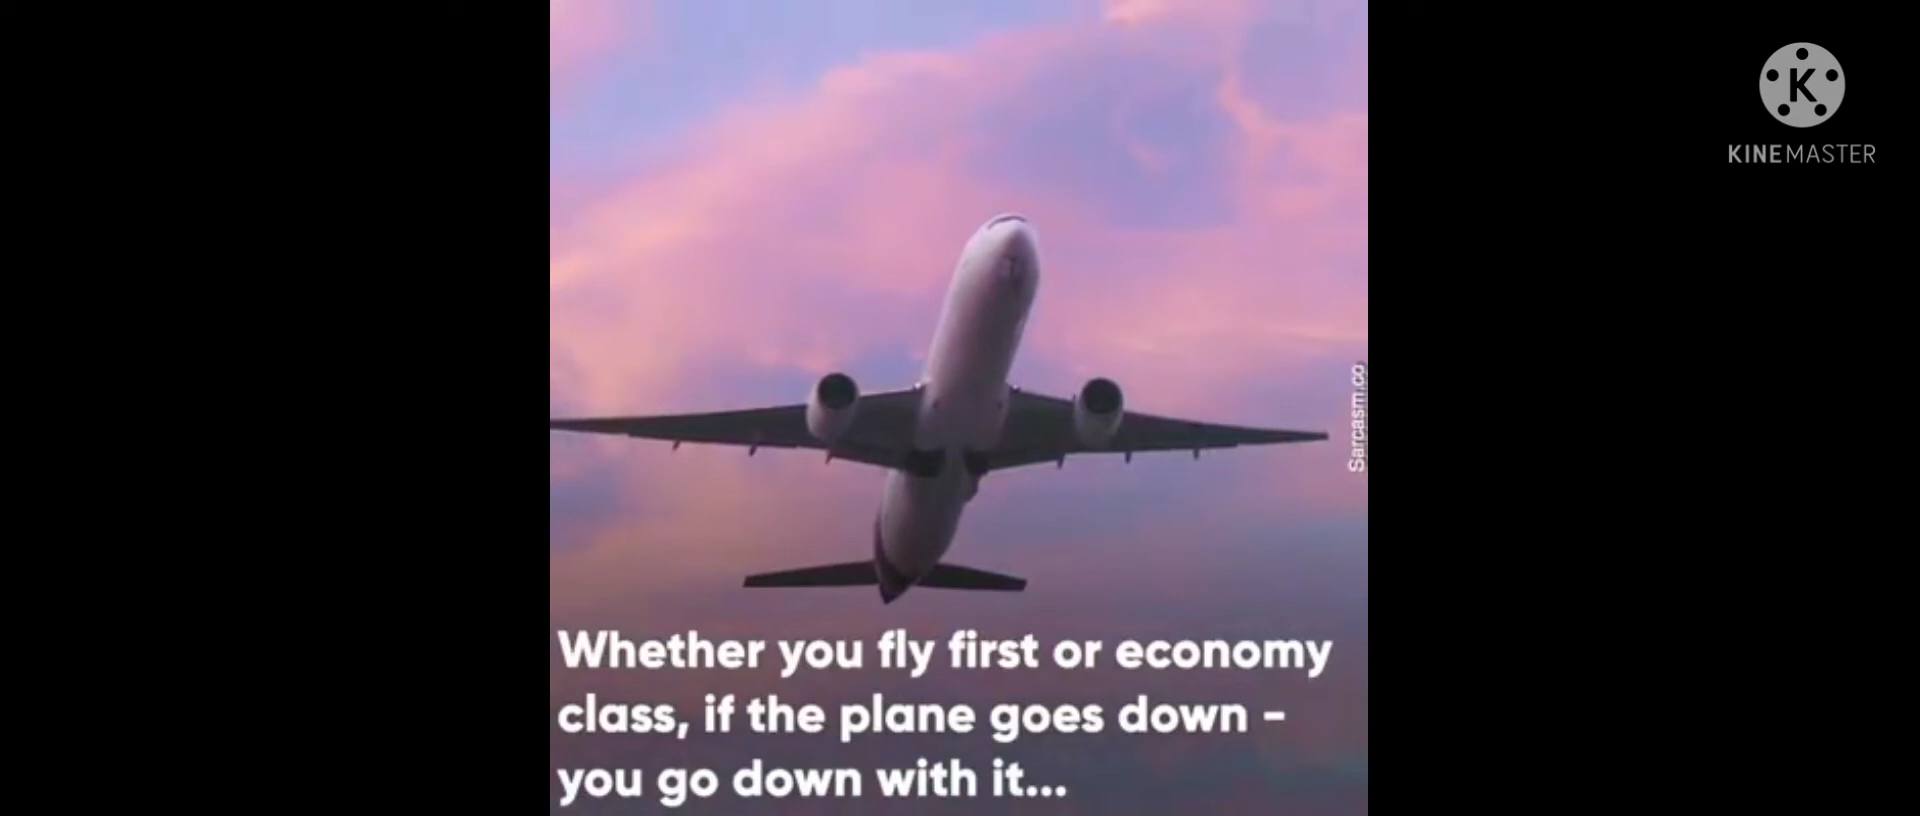 K
KINEMASTER
Sarcasm.co
Whether you fly first or economy
class, if the plane goes down -
you go down with it...